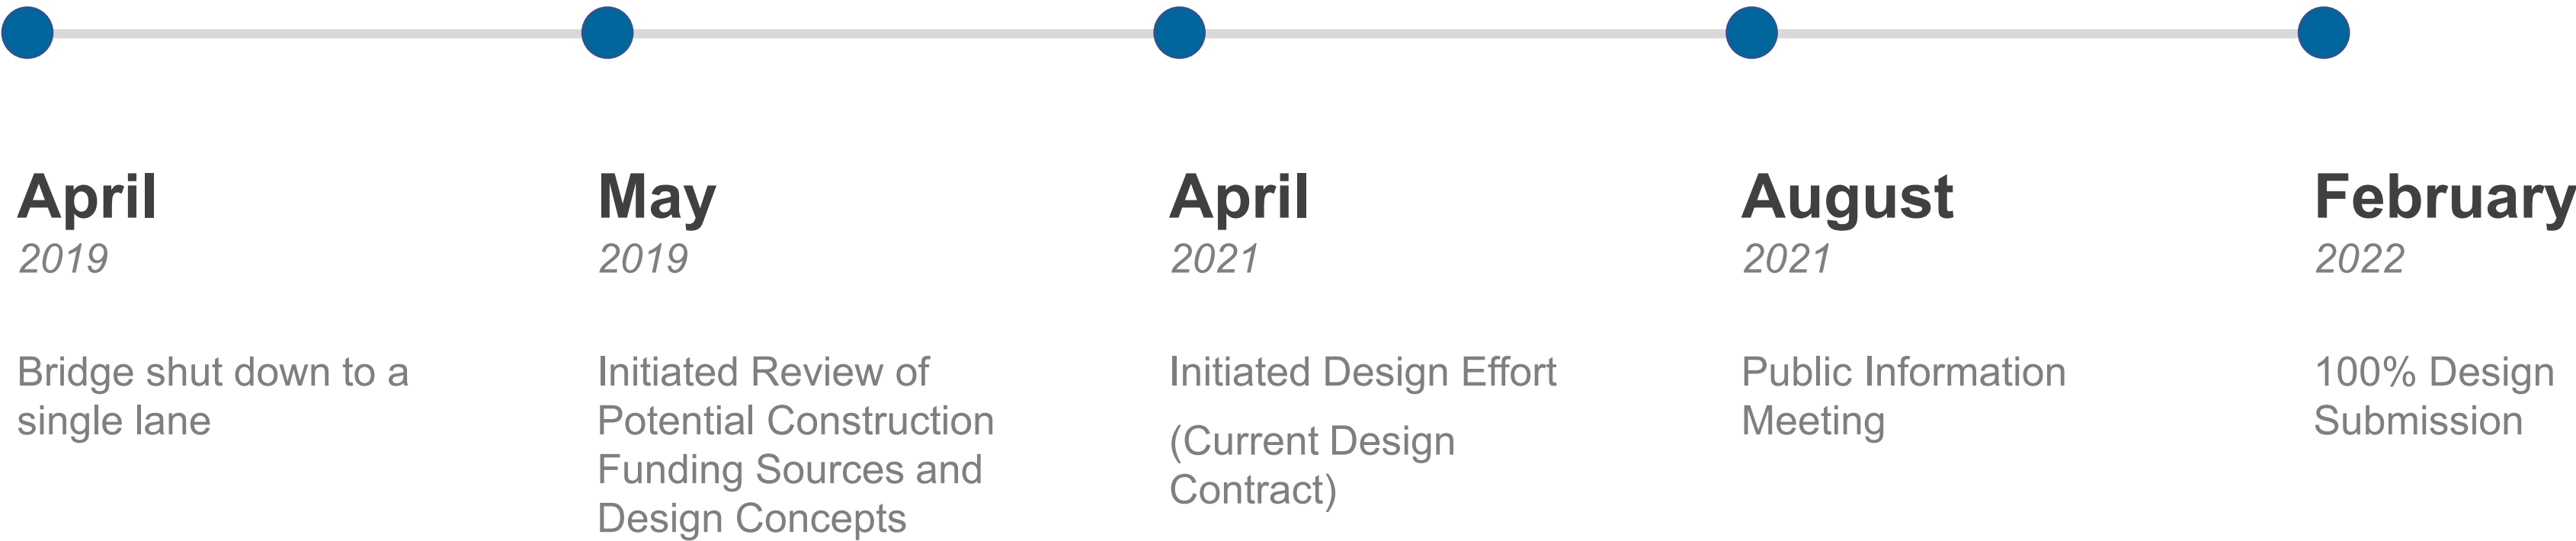 April
2019
Bridge shut down to a
single lane
May
2019
Initiated Review of
Potential Construction
Funding Sources and
Design Concepts
April
2021
Initiated Design Effort
(Current Design
Contract)
August
2021
Public Information
Meeting
February
2022
100% Design
Submission